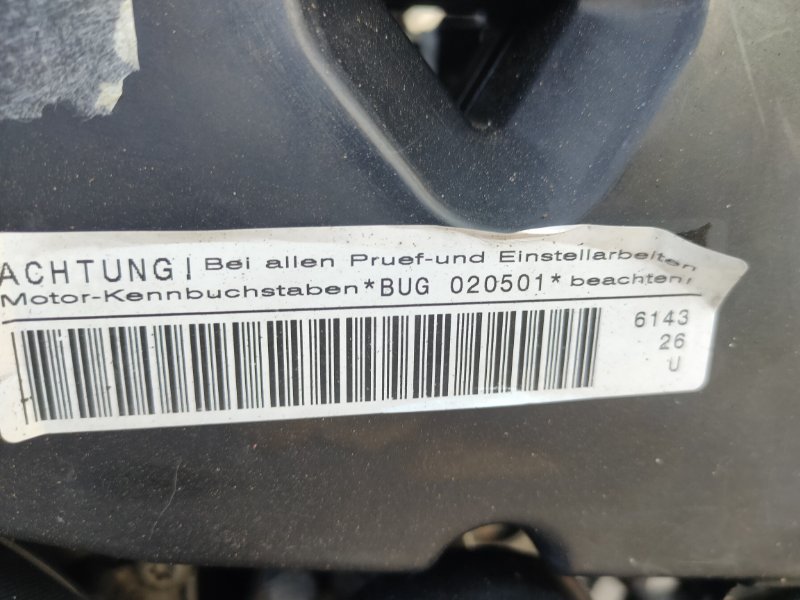 ACHTUNG! Bei allen Pruef-und Einstellarbeiten
Motor-Kennbuchstaben *BUG 020501* beachten!
6143
26
U